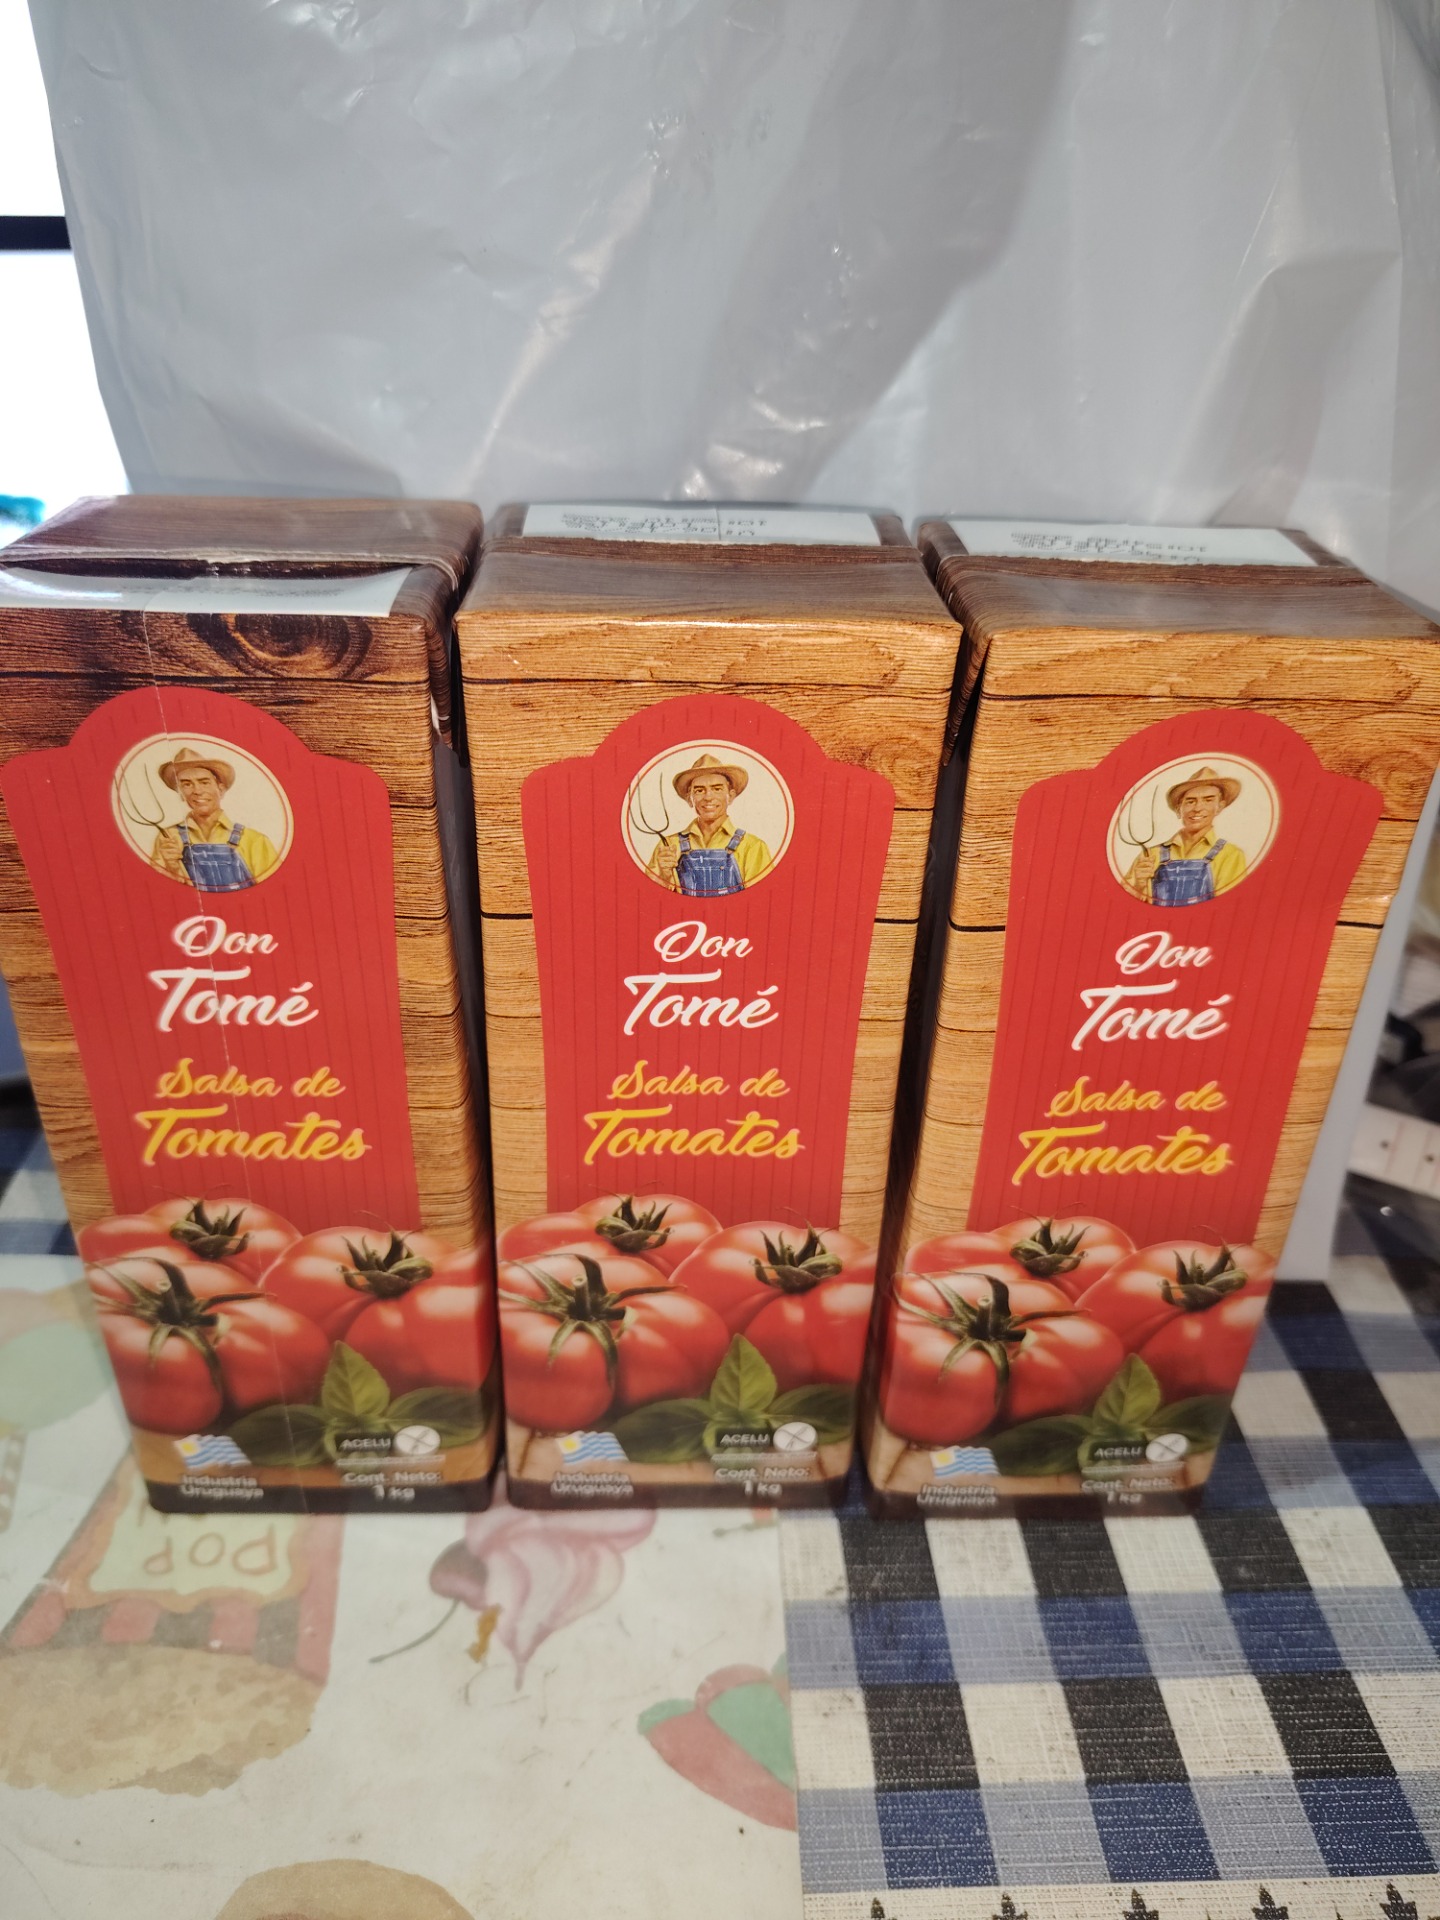 Don
Tomé
Salsa de
Tomates
ACELU
Industria
Uruguaya
Cont. Neto:
1 kg
Don
Tomé
Salsa de
Tomates
ACELU
Industria
Uruguaya
Cont. Neto:
1 kg
Don
Tomé
Salsa de
Tomates
ACELU
Industria
Uruguaya
Cont. Neto:
1 kg
POP